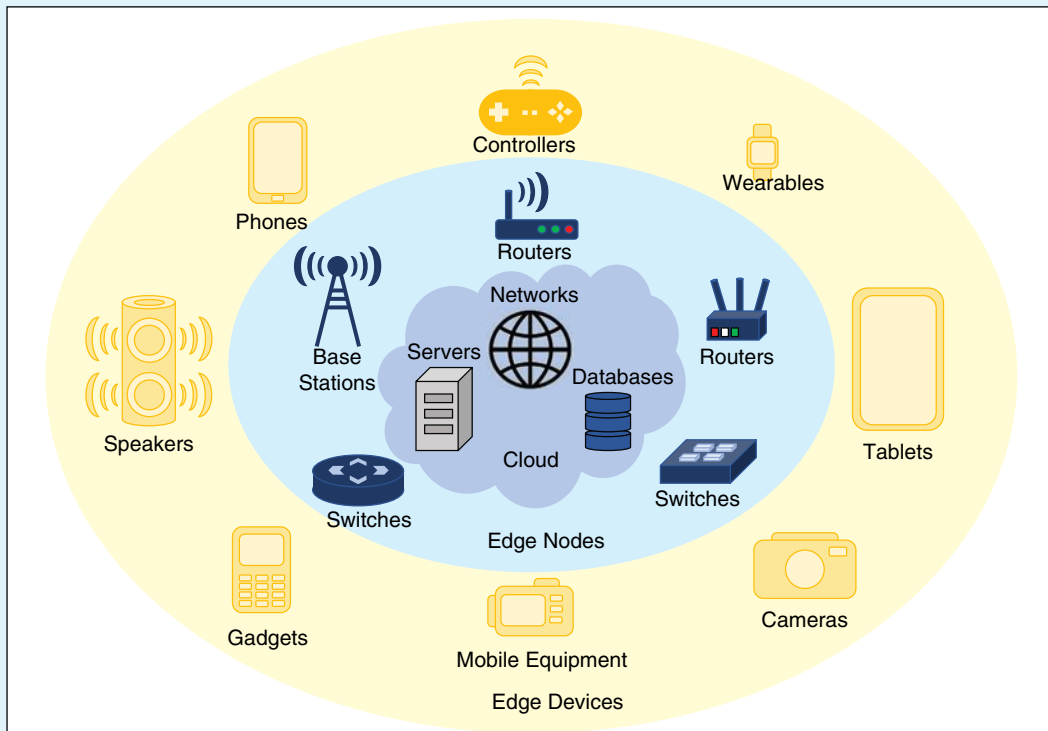 Controllers
Wearables
Phones
Routers
Networks
Base
Stations
Servers
Routers
Databases
Speakers
Tablets
Cloud
Switches
Switches
Edge Nodes
Gadgets
Cameras
Mobile Equipment
Edge Devices